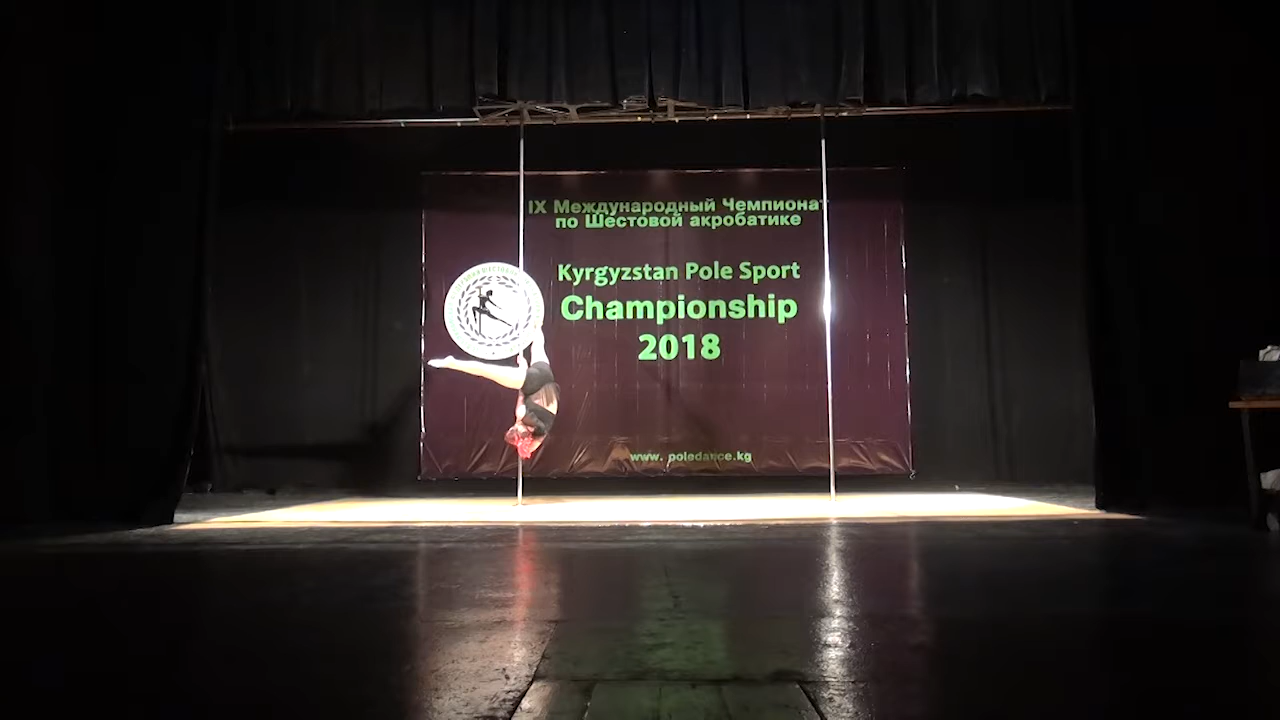 IX Международный Чемпионат
по Шестовой акробатике
Kyrgyzstan Pole Sport
Championship
2018
www. poledance.kg